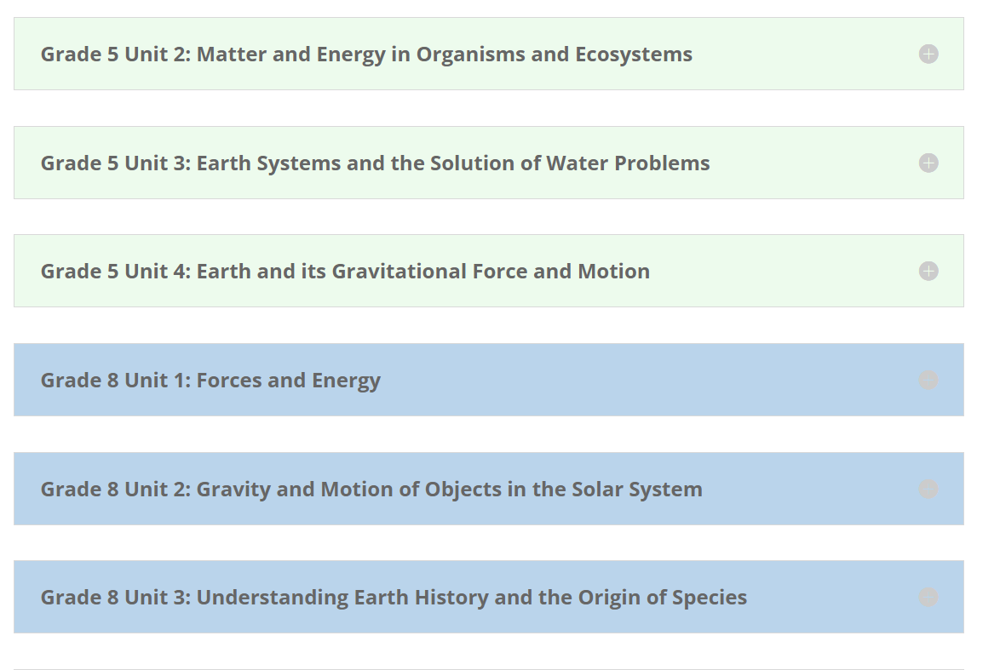 Grade 5 Unit 2: Matter and Energy in Organisms and Ecosystems
Grade 5 Unit 3: Earth Systems and the Solution of Water Problems
Grade 5 Unit 4: Earth and its Gravitational Force and Motion
Grade 8 Unit 1: Forces and Energy
Grade 8 Unit 2: Gravity and Motion of Objects in the Solar System
Grade 8 Unit 3: Understanding Earth History and the Origin of Species